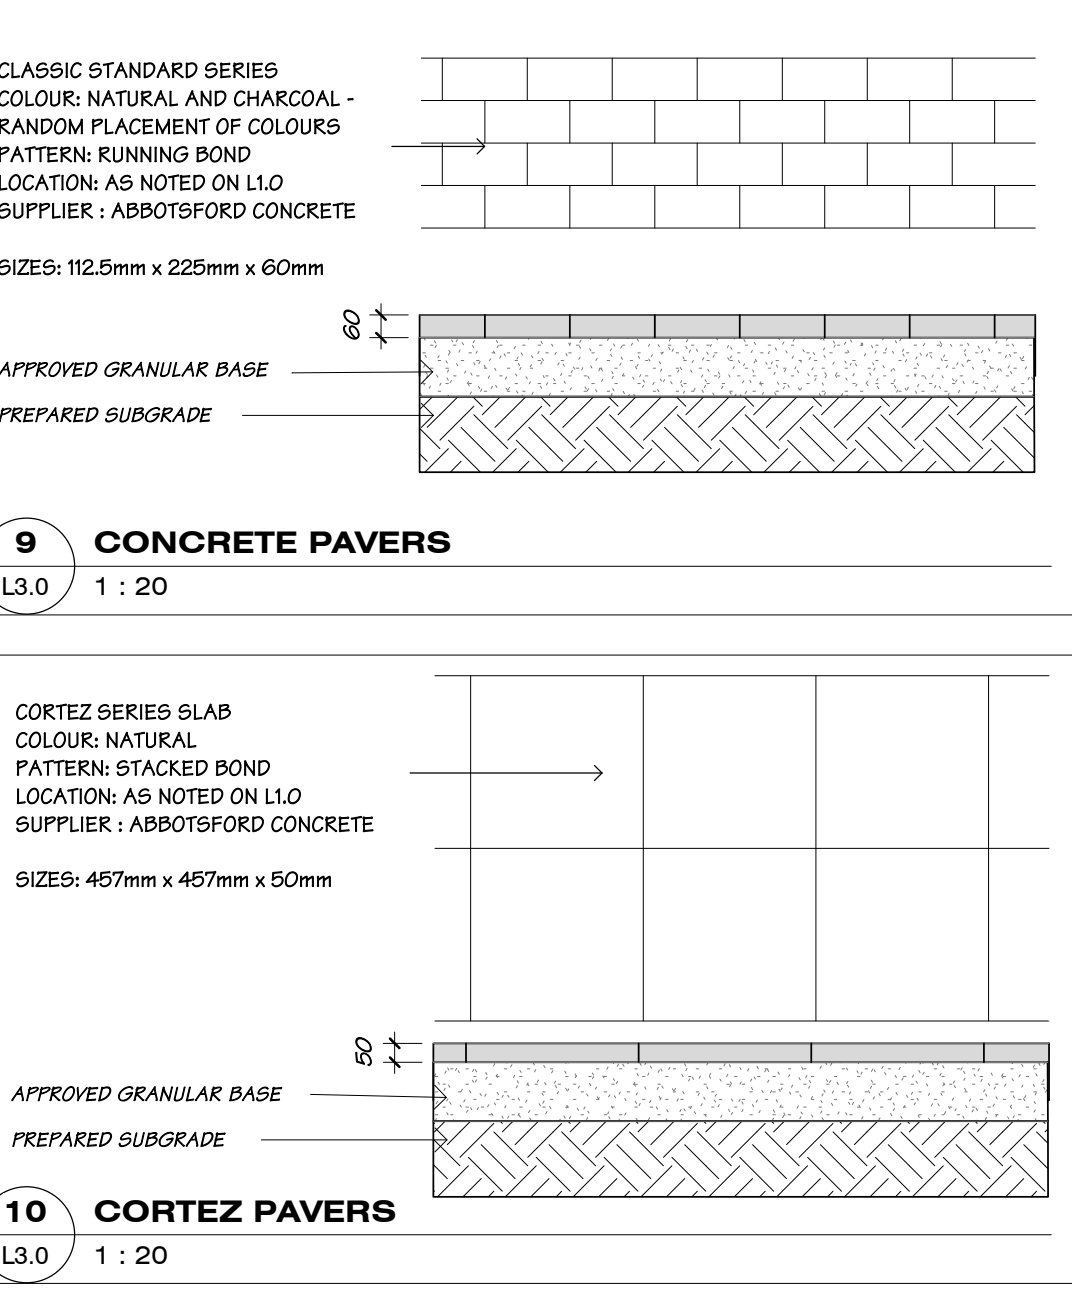 CLASSIC STANDARD SERIES
COLOUR: NATURAL AND CHARCOAL -
RANDOM PLACEMENT OF COLOURS
PATTERN: RUNNING BOND
LOCATION: AS NOTED ON L1.0
SUPPLIER : ABBOTSFORD CONCRETE
SIZES: 112.5mm x 225mm x 60mm
60
APPROVED GRANULAR BASE
PREPARED SUBGRADE
9 CONCRETE PAVERS
L3.0 1 : 20
CORTEZ SERIES SLAB
COLOUR: NATURAL
PATTERN: STACKED BOND
LOCATION: AS NOTED ON L1.0
SUPPLIER : ABBOTSFORD CONCRETE
SIZES: 457mm x 457mm x 50mm
50
APPROVED GRANULAR BASE
PREPARED SUBGRADE
10 CORTEZ PAVERS
L3.0 1 : 20